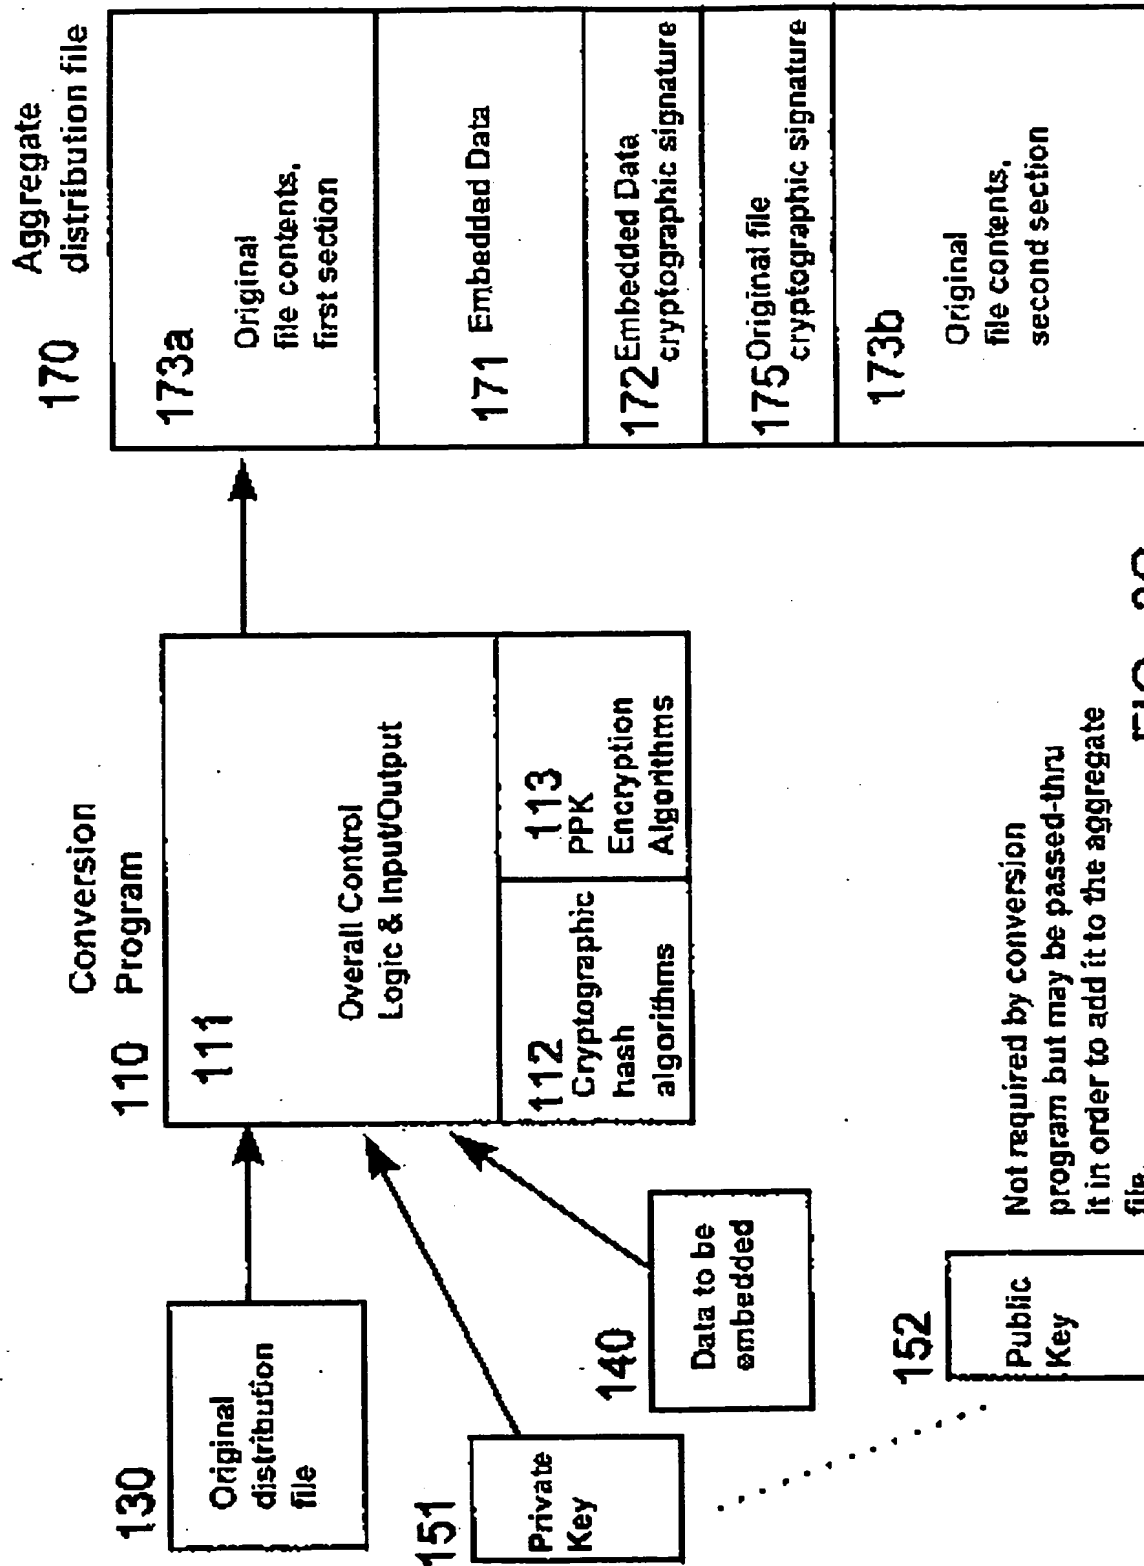 130
Original
distribution
file
151
Private
Key
140
Data to be
embedded
152
Public
Key
Not required by conversion
program but may be passed-thru
it in order to add it to the aggregate
file.
Conversion
110 Program
111
Overall Control
Logic & Input/Output
112
Cryptographic
hash
algorithms
113
PPK
Encryption
Algorithms
170
Aggregate
distribution file
173a
Original
file contents,
first section
171 Embedded Data
172 Embedded Data
cryptographic signature
175 Original file
cryptographic signature
173b
Original
file contents,
second section